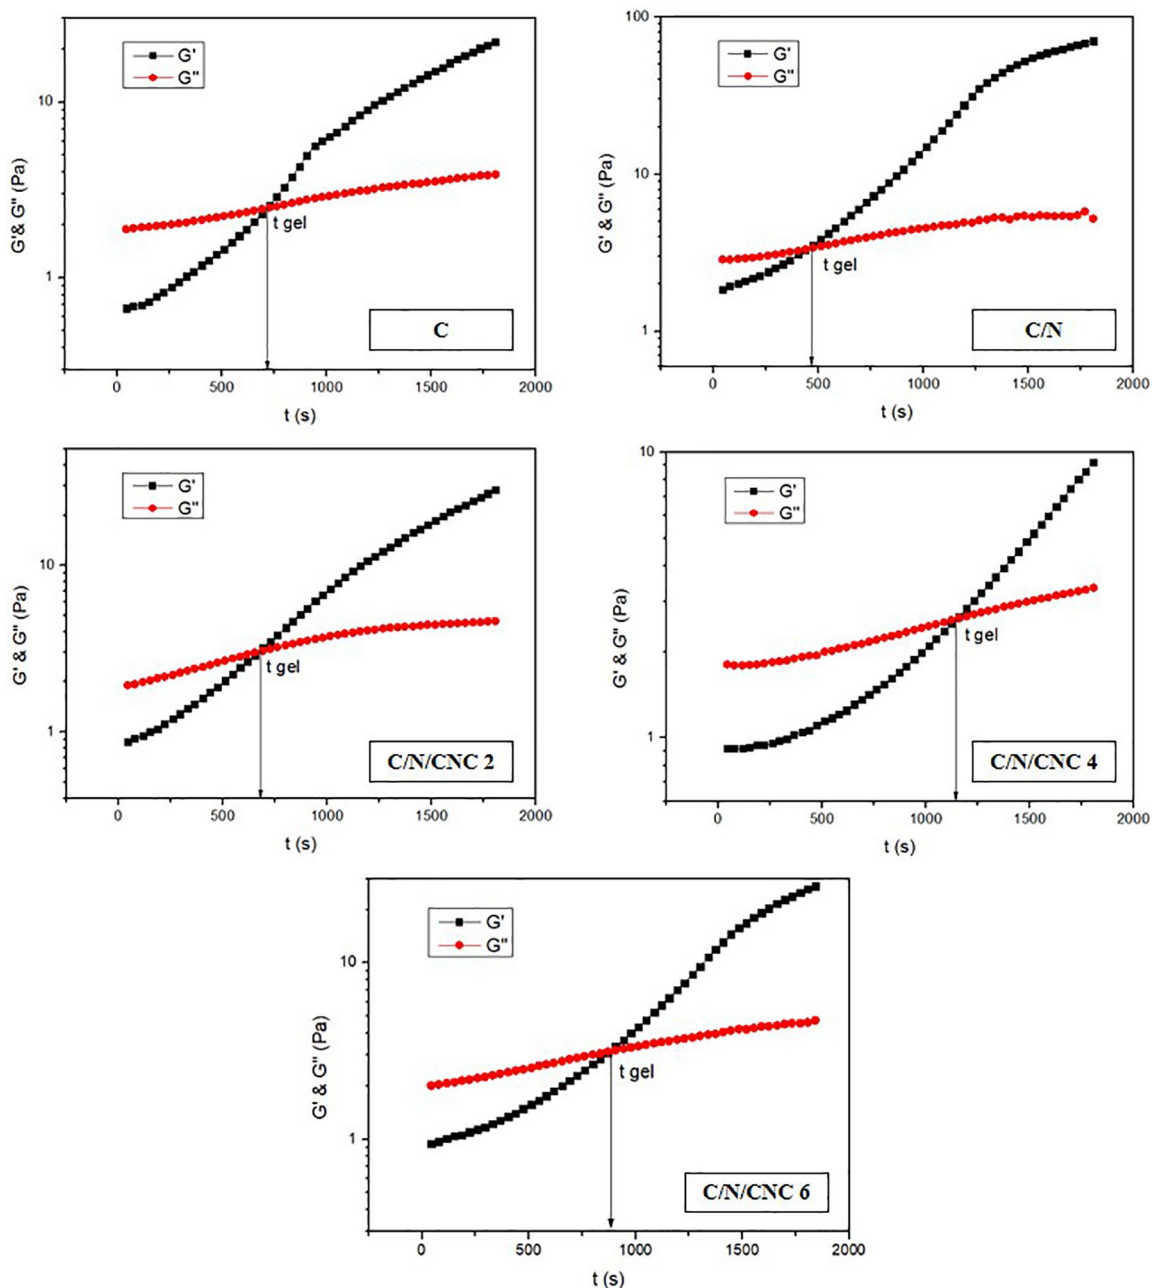 G'
G"
10
1
G'& G" (Pa)
t gel
C
0
500
1000
1500
2000
t (s)
100
G'
G"
10
1
G' & G" (Pa)
t gel
C/N
0
500
1000
1500
2000
t (s)
G'
G"
10
1
G' & G" (Pa)
t gel
C/N/CNC 2
0
500
1000
1500
2000
t (s)
10
G'
G"
1
G' & G" (Pa)
t gel
C/N/CNC 4
0
500
1000
1500
2000
t (s)
G'
G"
10
1
G' & G" (Pa)
t gel
C/N/CNC 6
0
500
1000
1500
2000
t (s)